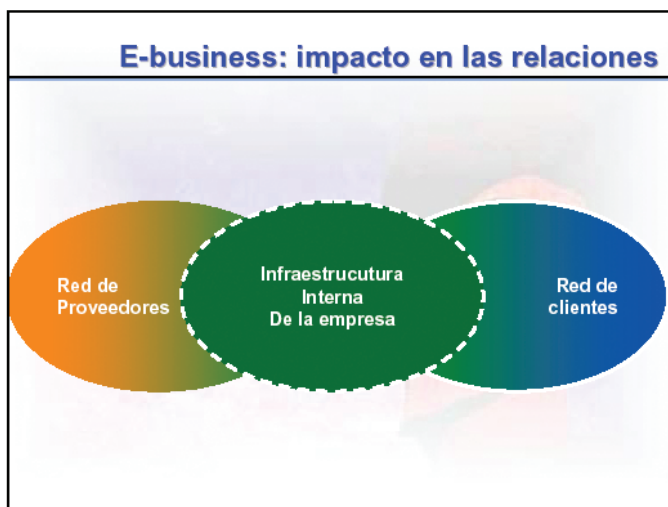 E-business: impacto en las relaciones
Red de
Proveedores
Infraestrucutura
Interna
De la empresa
Red de
clientes